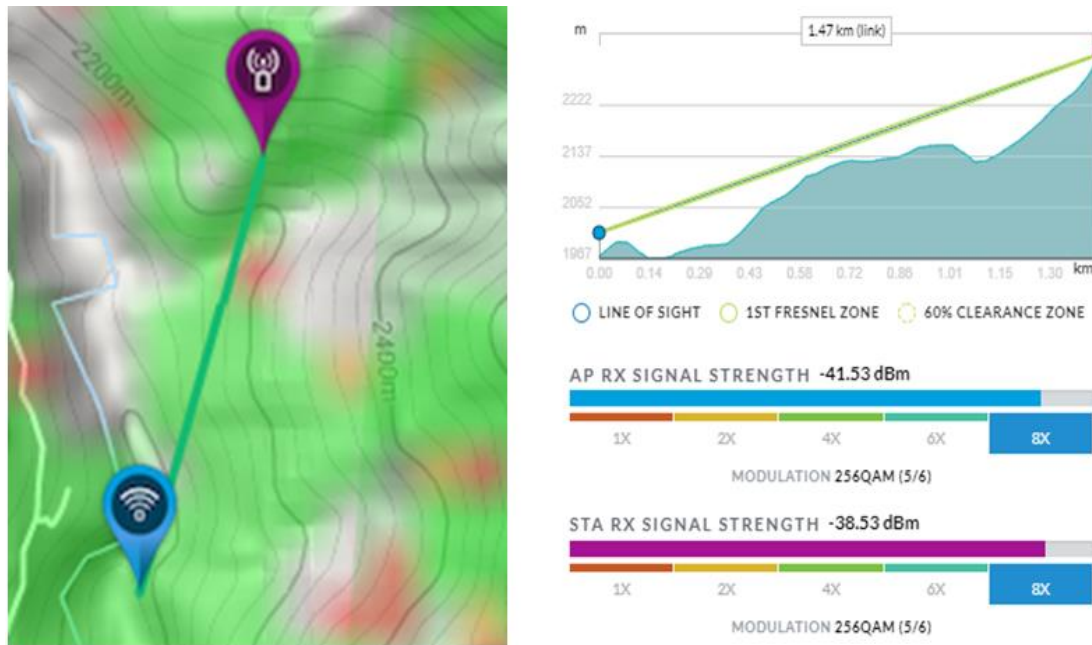 2200m
2400m
m
1.47 km (link)
2222
2137
2052
1967
0.00 0.14 0.29 0.43 0.58 0.72 0.86 1.01 1.15 1.30 km
LINE OF SIGHT 1ST FRESNEL ZONE 60% CLEARANCE ZONE
AP RX SIGNAL STRENGTH -41.53 dBm
1X 2X 4X 6X 8X
MODULATION 256QAM (5/6)
STA RX SIGNAL STRENGTH -38.53 dBm
1X 2X 4X 6X 8X
MODULATION 256QAM (5/6)